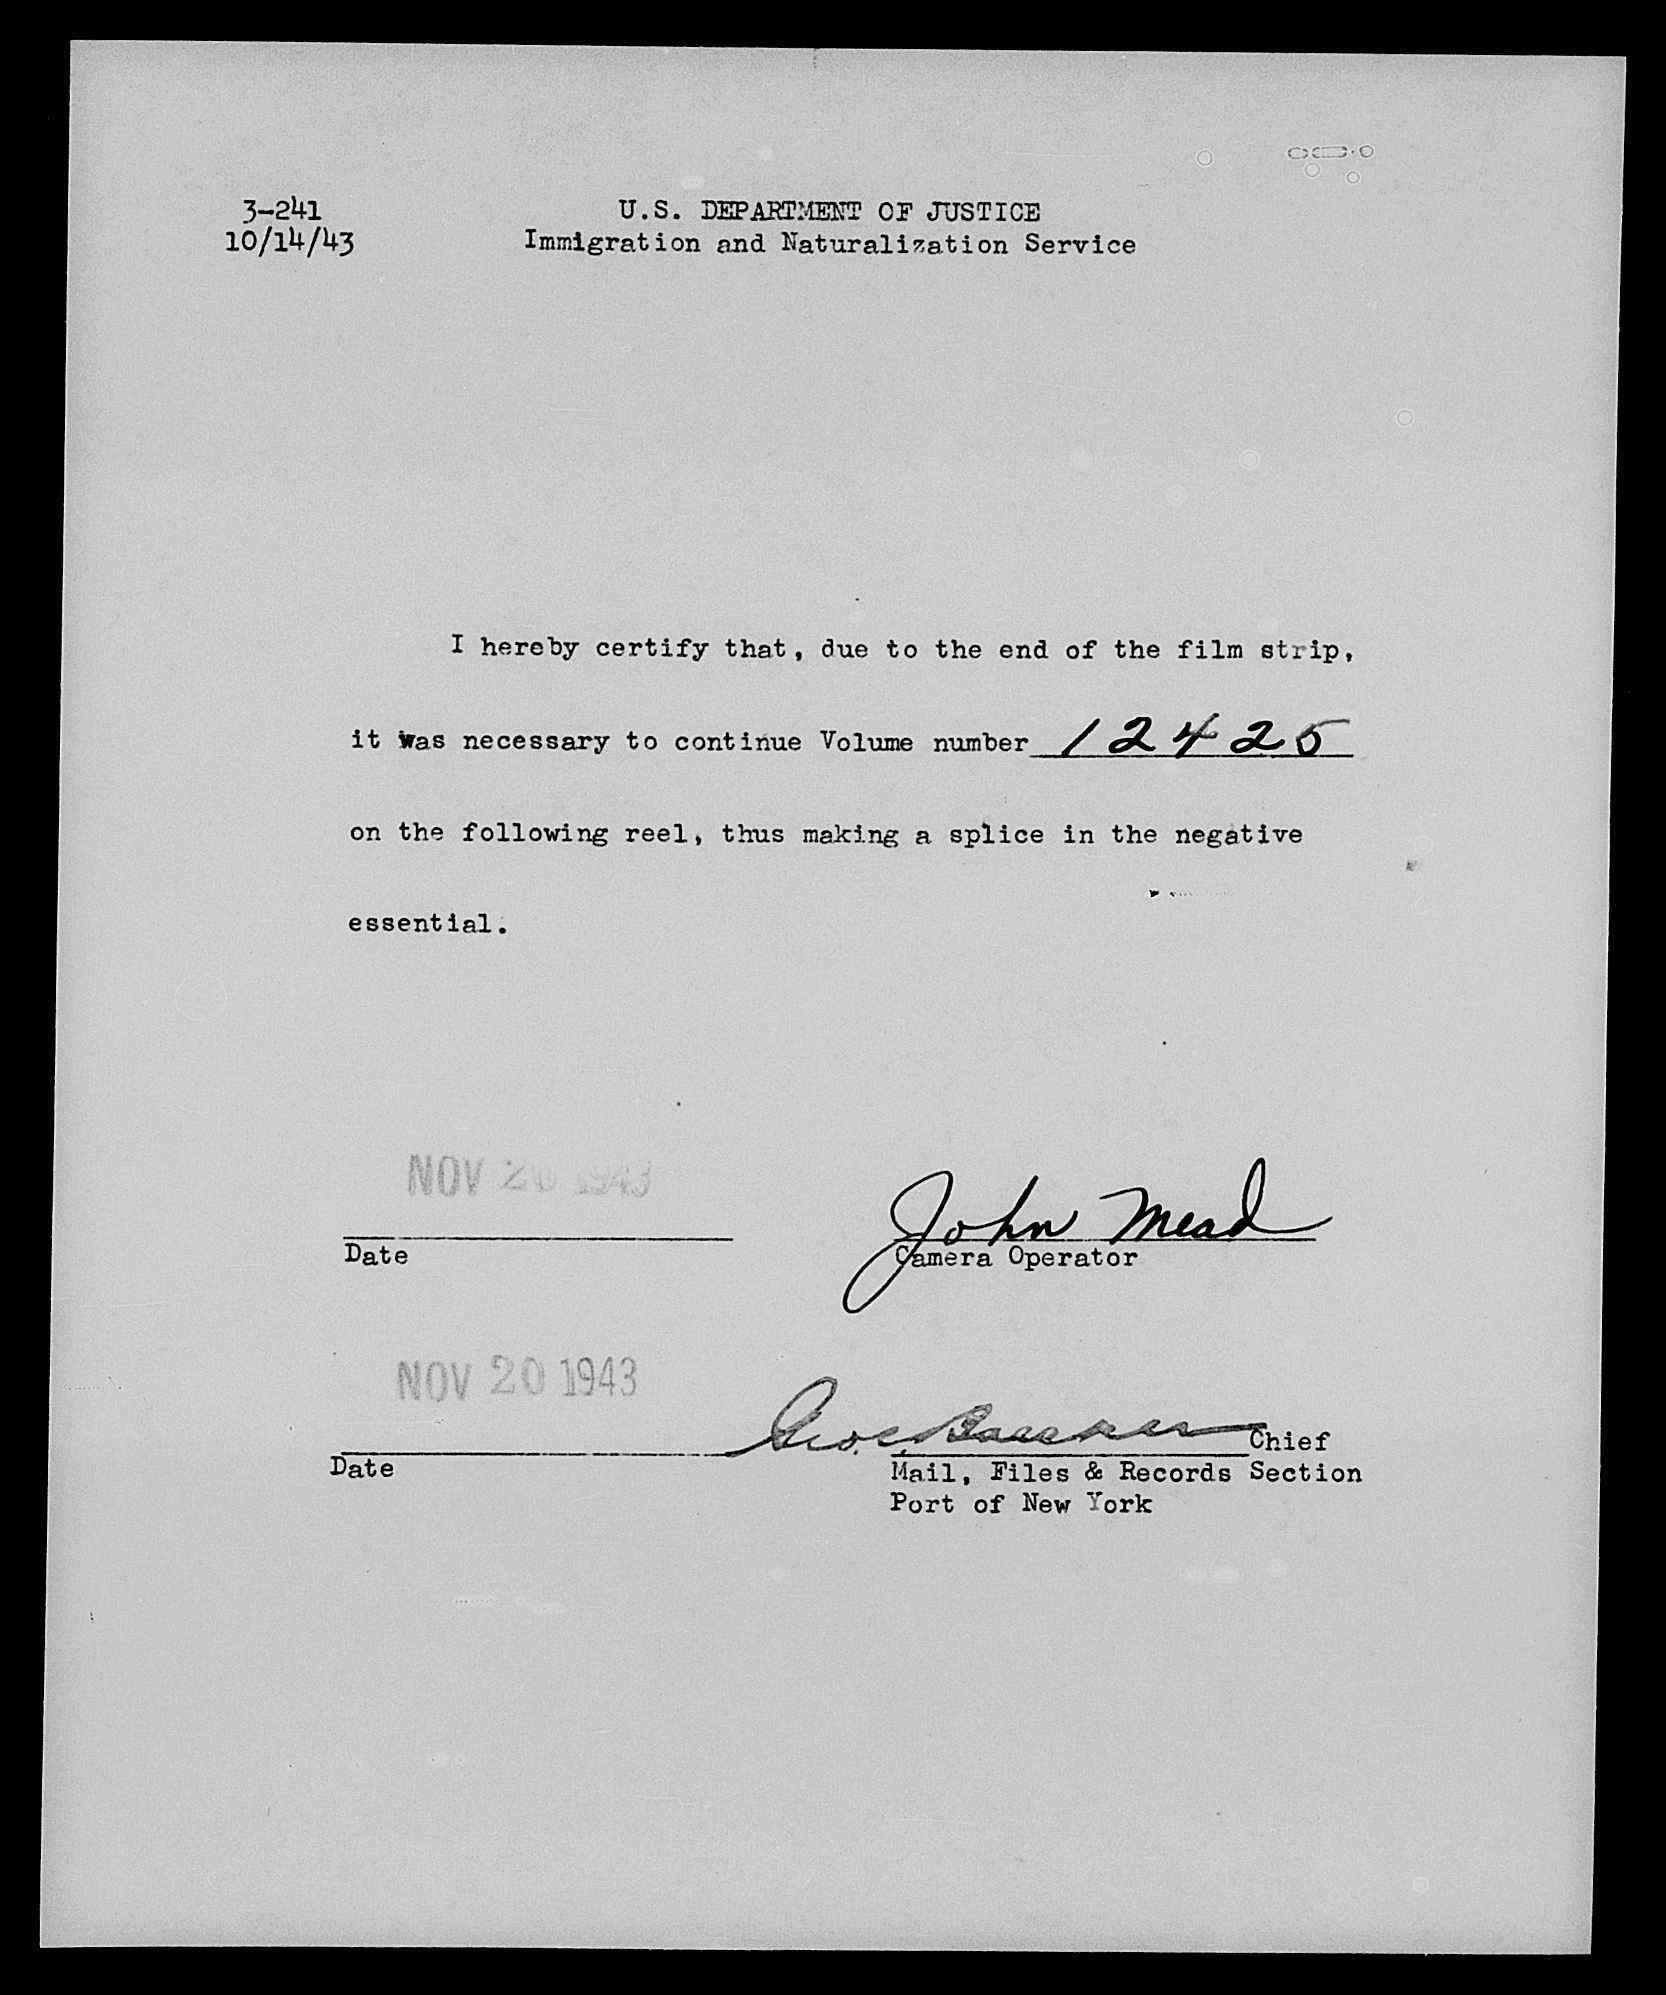 3-241
10/14/43
U.S. DEPARTMENT OF JUSTICE
Immigration and Naturalization Service
I hereby certify that, due to the end of the film strip,
it was necessary to continue Volume number 12425
on the following reel, thus making a splice in the negative
essential.
NOV 20 1943
John Mead
Date
Camera Operator
NOV 20 1943
Chief
Date
Mail, Files & Records Section
Port of New York